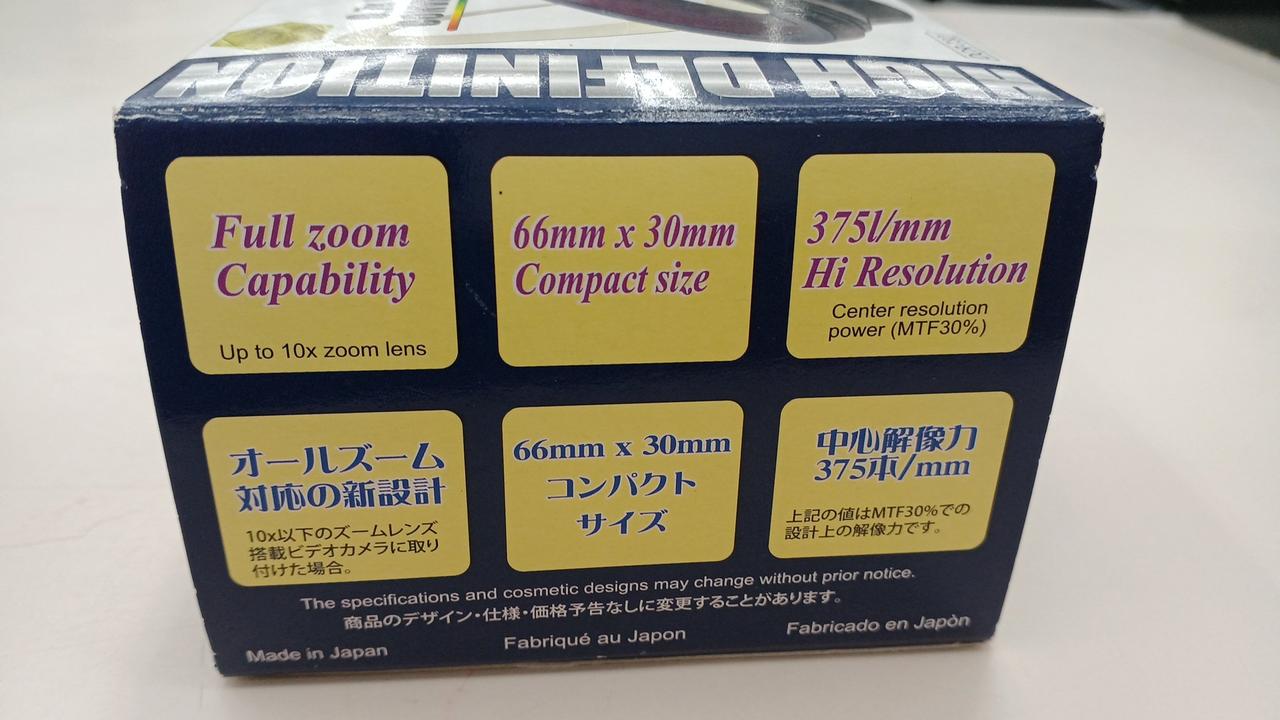 HIGH DEFINITION
Full zoom
Capability
Up to 10x zoom lens
66mm x 30mm
Compact size
375l/mm
Hi Resolution
Center resolution
power (MTF30%)
オールズーム
対応の新設計
10x以下のズームレンズ
搭載ビデオカメラに取り
付けた場合。
66mm x 30mm
コンパクト
サイズ
中心解像力
375本/mm
上記の値はMTF30%での
設計上の解像力です。
The specifications and cosmetic designs may change without prior notice.
商品のデザイン・仕様・価格予告なしに変更することがあります。
Made in Japan
Fabriqué au Japon
Fabricado en Japòn